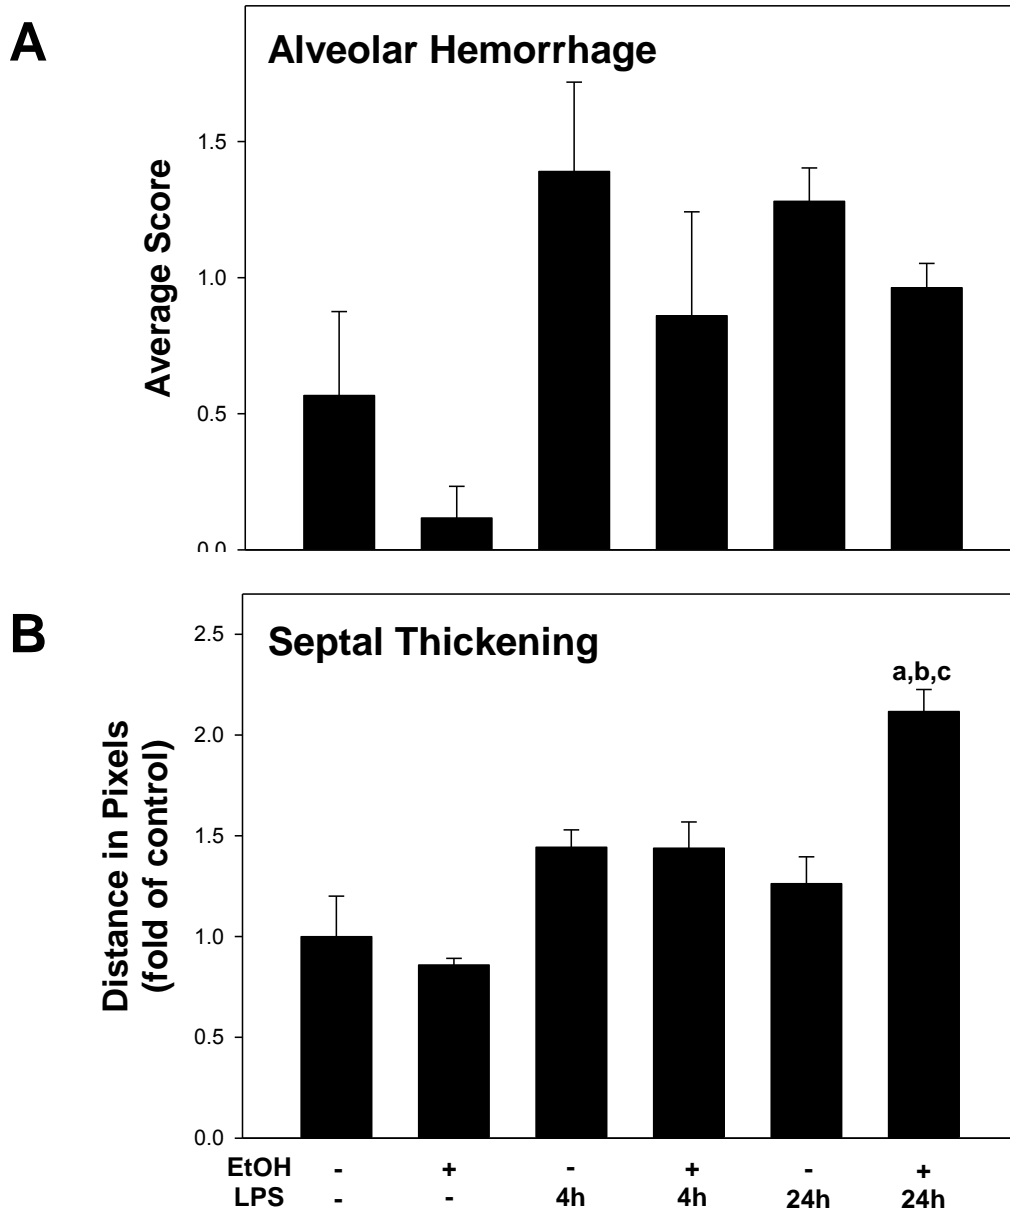 A
Alveolar Hemorrhage
Average Score
1.5
1.0
0.5
0.0
B
Septal Thickening
Distance in Pixels
(fold of control)
2.5
2.0
1.5
1.0
0.5
0.0
a,b,c
EtOH - + - + - +
LPS - - 4h 4h 24h 24h